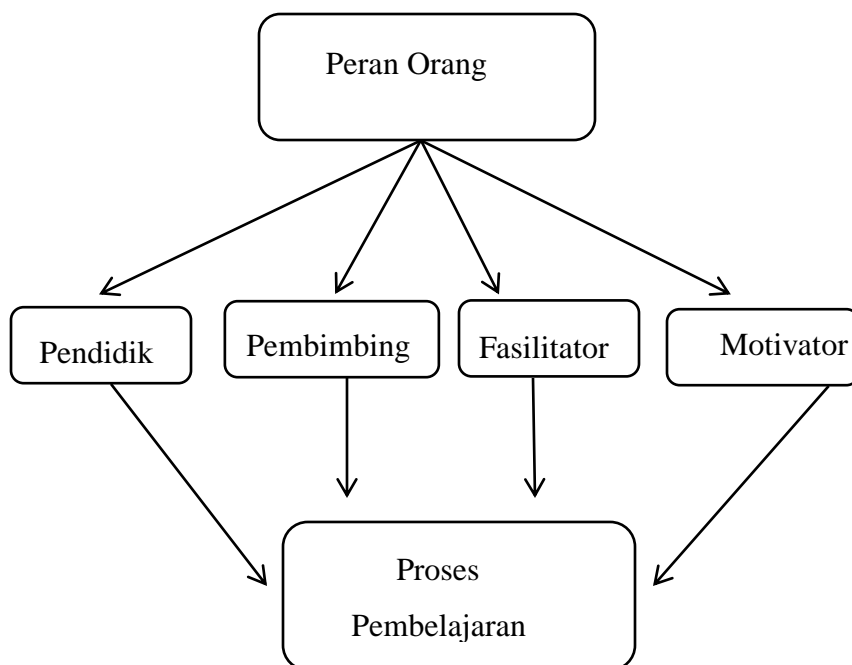 Peran Orang
Pendidik
Pembimbing
Fasilitator
Motivator
Proses
Pembelajaran